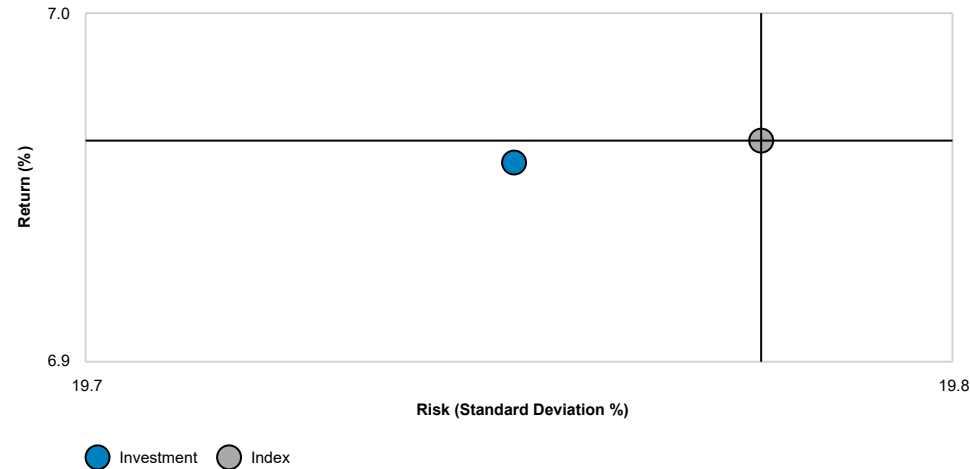 7.0
Return (%)
6.9
19.7
19.8
Risk (Standard Deviation %)
Investment
Index